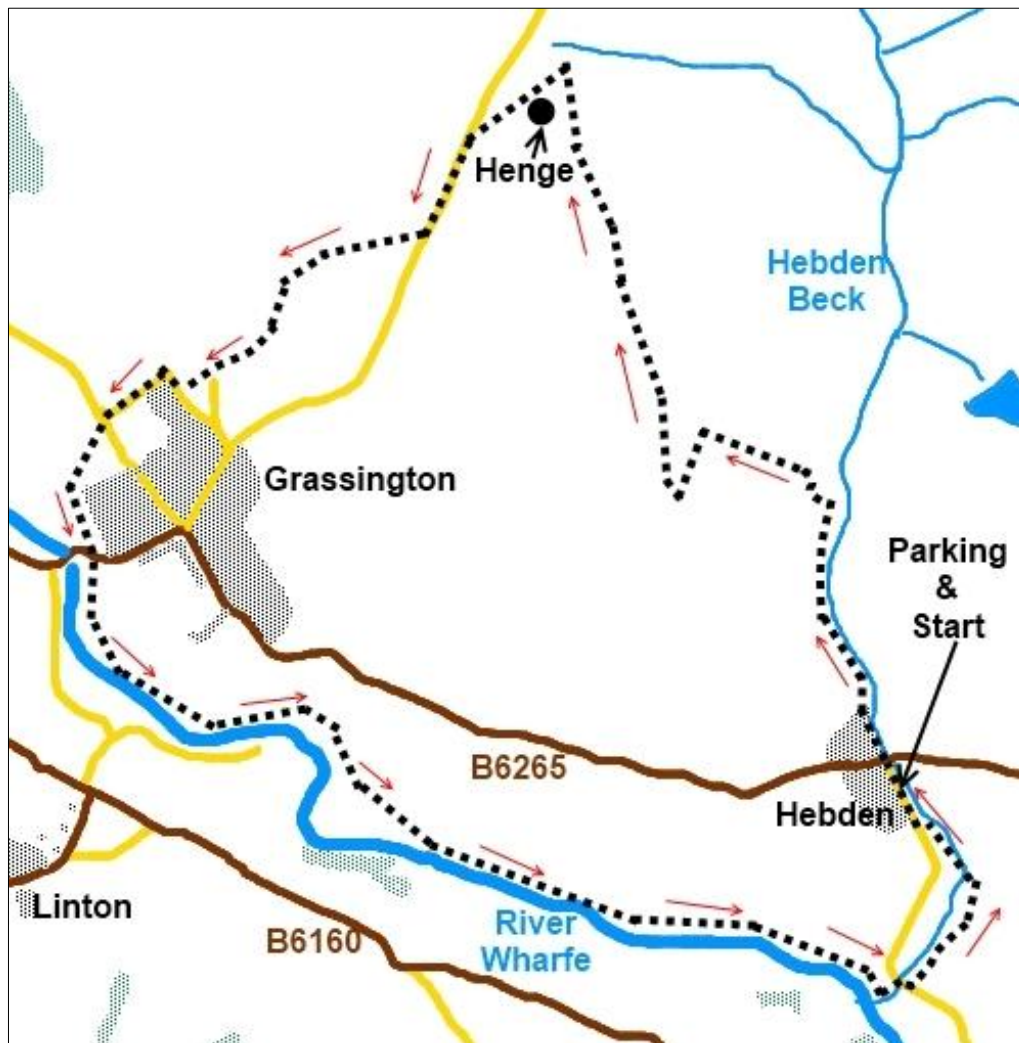 Henge
Hebden
Beck
Grassington
Parking
&
Start
B6265
Hebden
Linton
River
Wharfe
B6160